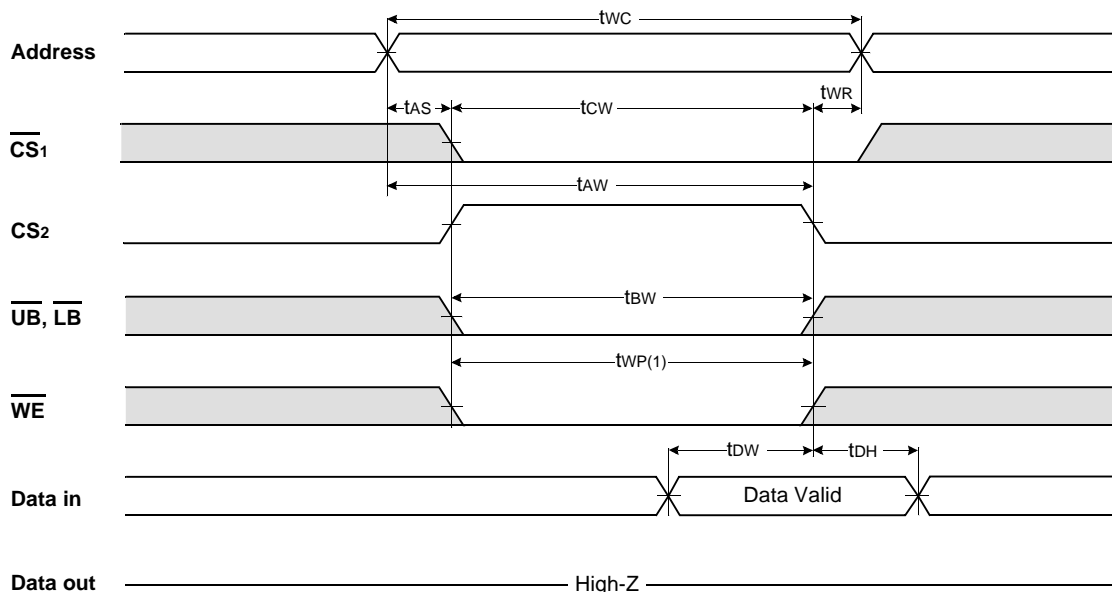 tWC
Address
tWR
tAS
tCW
CS1
tAW
CS2
tBW
UB, LB
tWP(1)
WE
tDW
tDH
Data in
Data Valid
Data out
High-Z